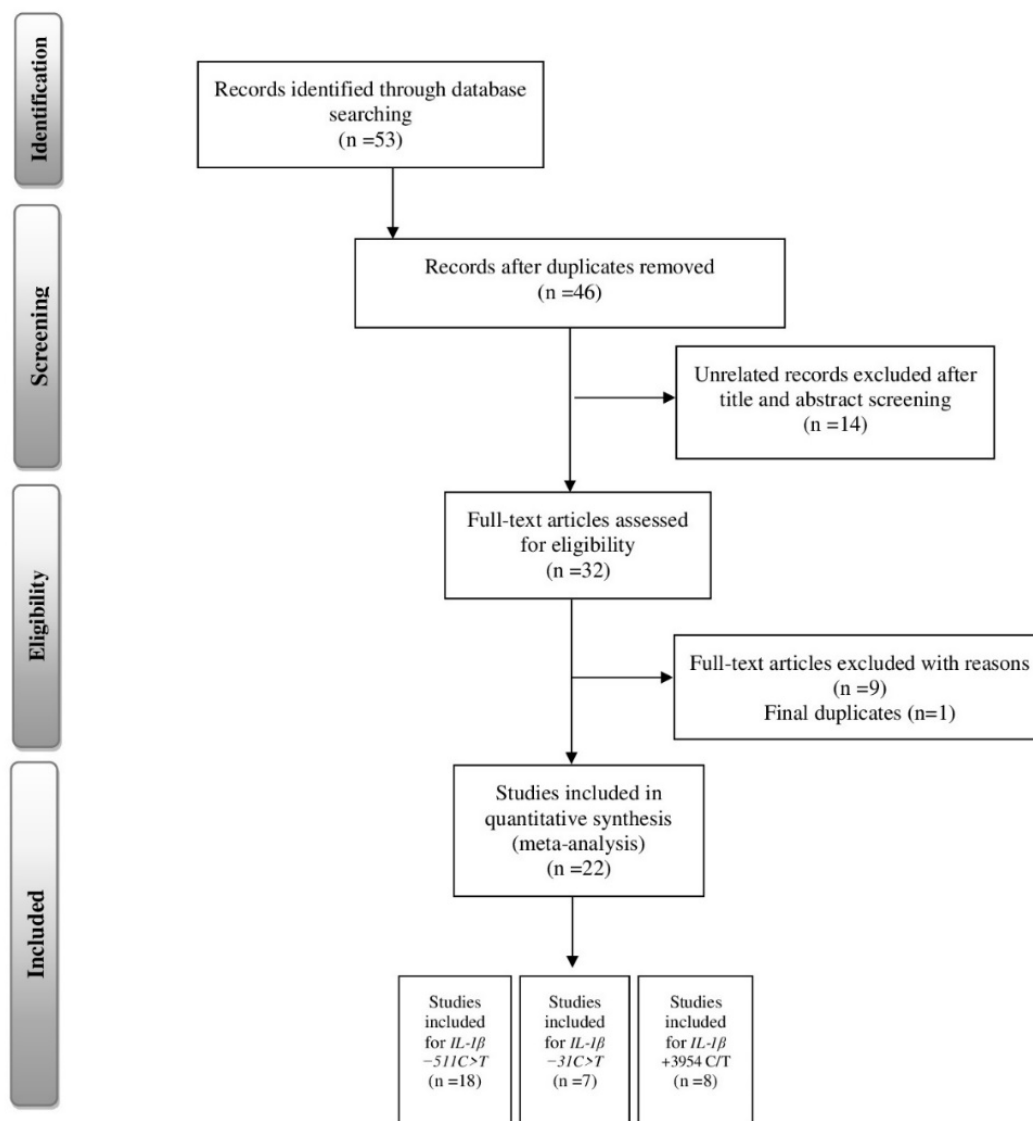 Identification
Records identified through database
searching
(n =53)
Screening
Records after duplicates removed
(n =46)
Unrelated records excluded after
title and abstract screening
(n =14)
Eligibility
Full-text articles assessed
for eligibility
(n =32)
Full-text articles excluded with reasons
(n =9)
Final duplicates (n=1)
Included
Studies included in
quantitative synthesis
(meta-analysis)
(n =22)
Studies
included
for IL-1β
−511C>T
(n =18)
Studies
included
for IL-1β
−31C>T
(n =7)
Studies
included
for IL-1β
+3954 C/T
(n =8)